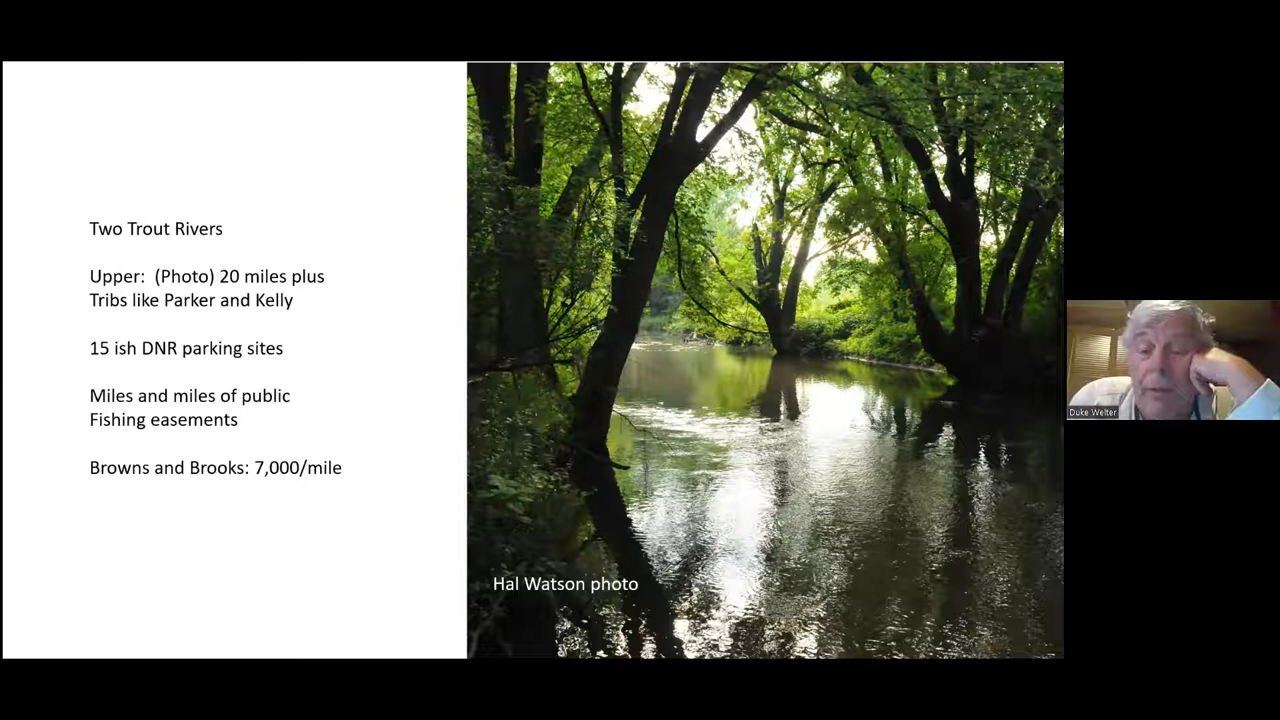 Two Trout Rivers
Upper:  (Photo) 20 miles plus
Tribs like Parker and Kelly
15 ish DNR parking sites
Miles and miles of public
Fishing easements
Browns and Brooks: 7,000/mile
Hal Watson photo
Duke Welter